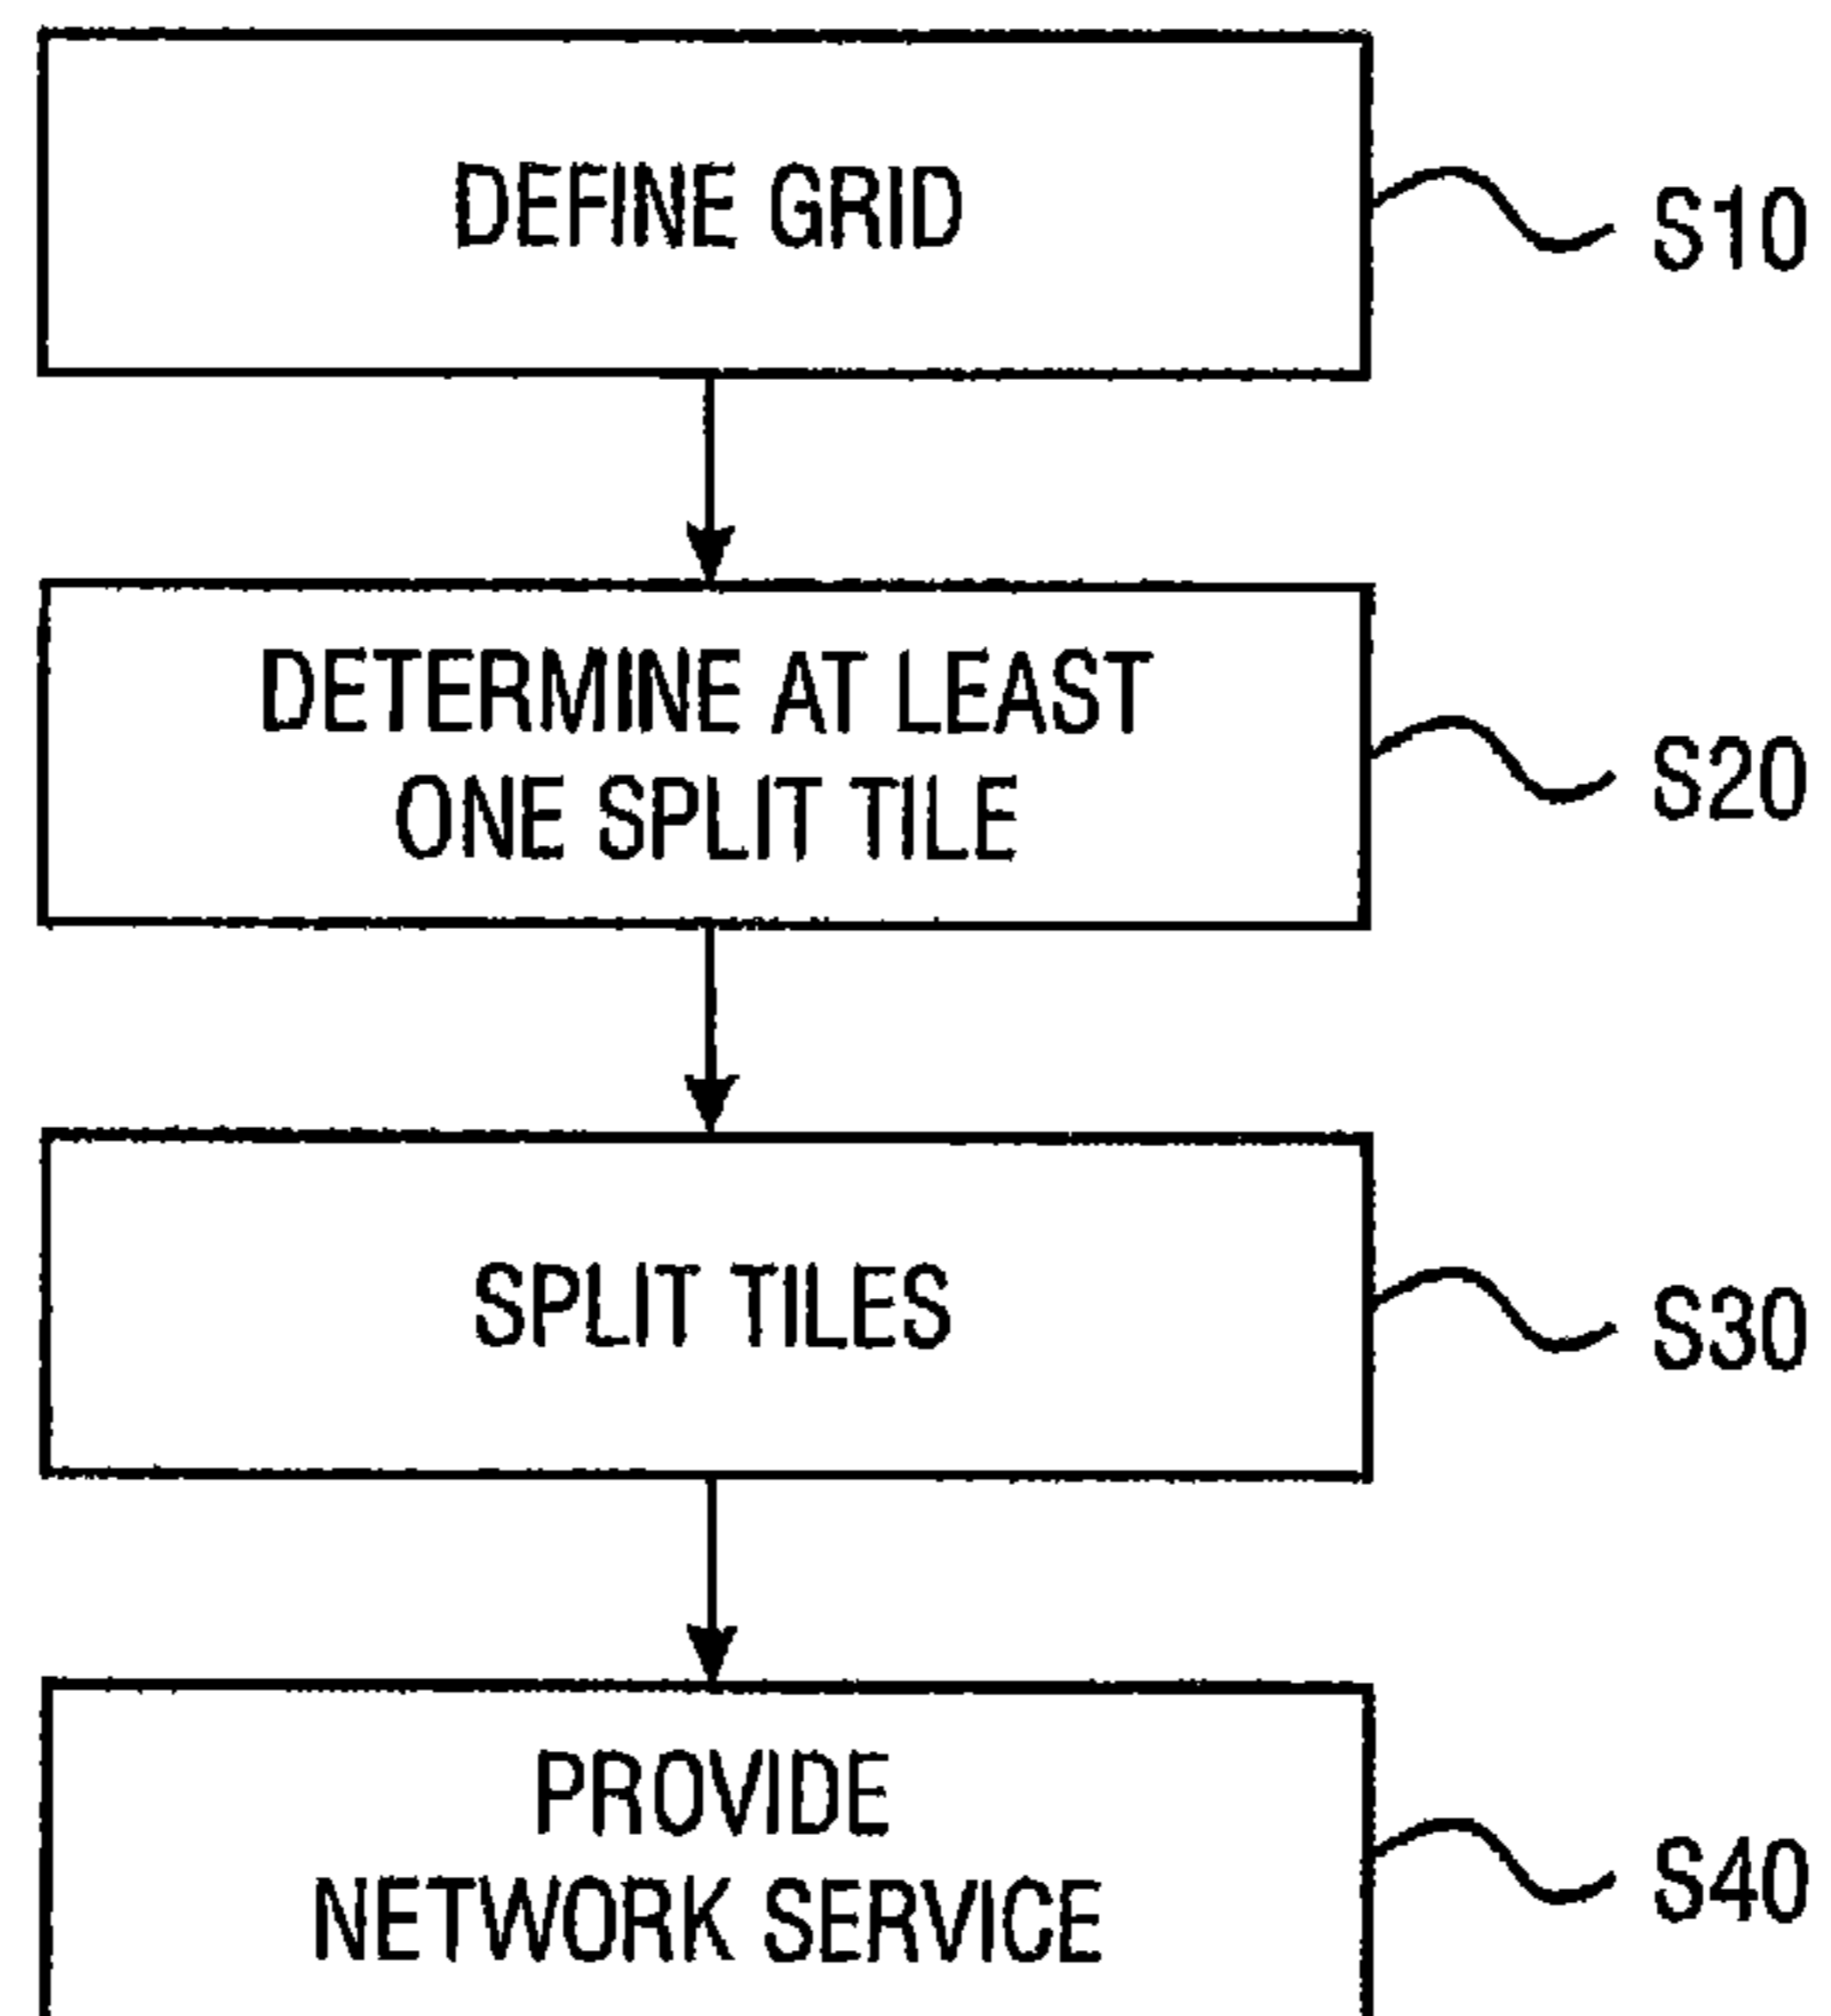 DEFINE GRID
S10
DETERMINE AT LEAST
ONE SPLIT TILE
S20
SPLIT TILES
S30
PROVIDE
NETWORK SERVICE
S40